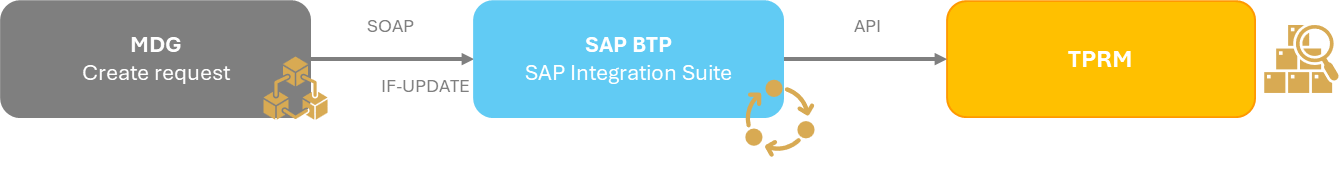 MDG
Create request
SOAP
IF-UPDATE
SAP BTP
SAP Integration Suite
API
TPRM